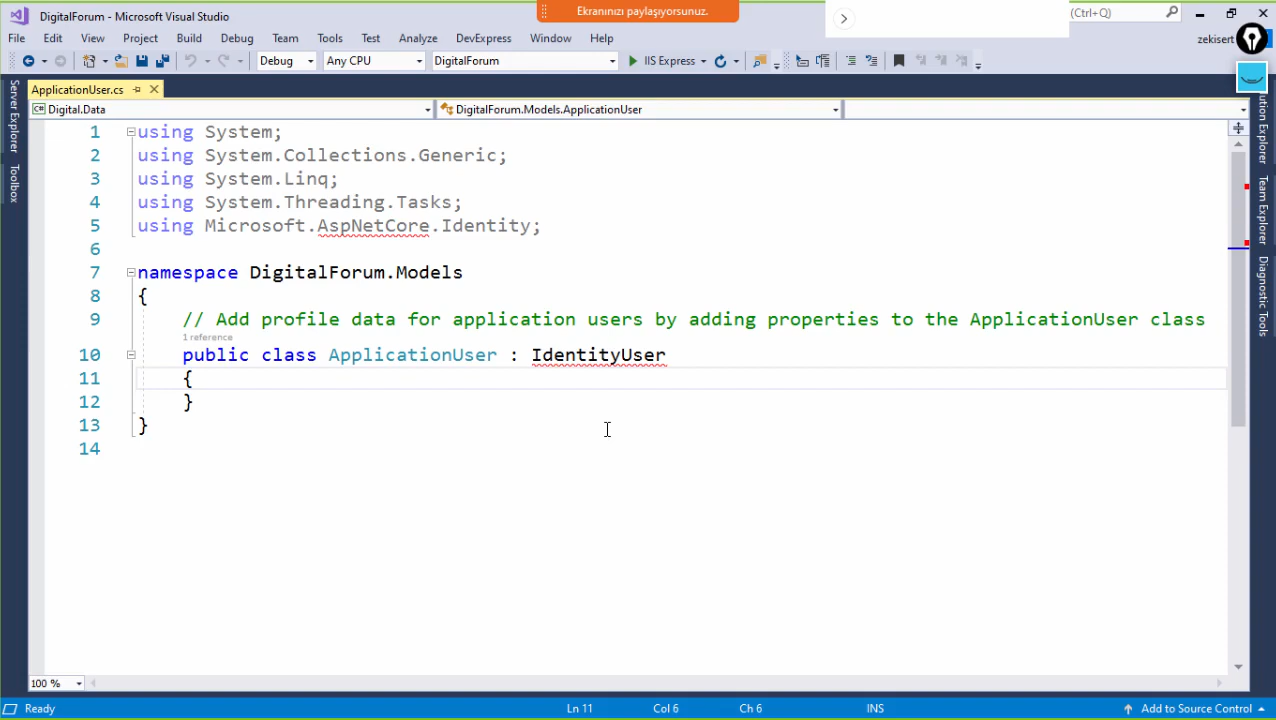 DigitalForum - Microsoft Visual Studio
Ekranınızı paylaşıyorsunuz.
(Ctrl+Q)
File Edit View Project Build Debug Team Tools Test Analyze DevExpress Window Help
zekisert
Debug Any CPU DigitalForum IIS Express
ApplicationUser.cs
Digital.Data DigitalForum.Models.ApplicationUser
Server Explorer
Toolbox
ution Explorer
Team Explorer
Diagnostic Tools
1 using System;
2 using System.Collections.Generic;
3 using System.Linq;
4 using System.Threading.Tasks;
5 using Microsoft.AspNetCore.Identity;
6
7 namespace DigitalForum.Models
8 {
9 // Add profile data for application users by adding properties to the ApplicationUser class
1 reference
10 public class ApplicationUser : IdentityUser
11 {
12 }
13 }
14
100 %
Ready Ln 11 Col 6 Ch 6 INS Add to Source Control